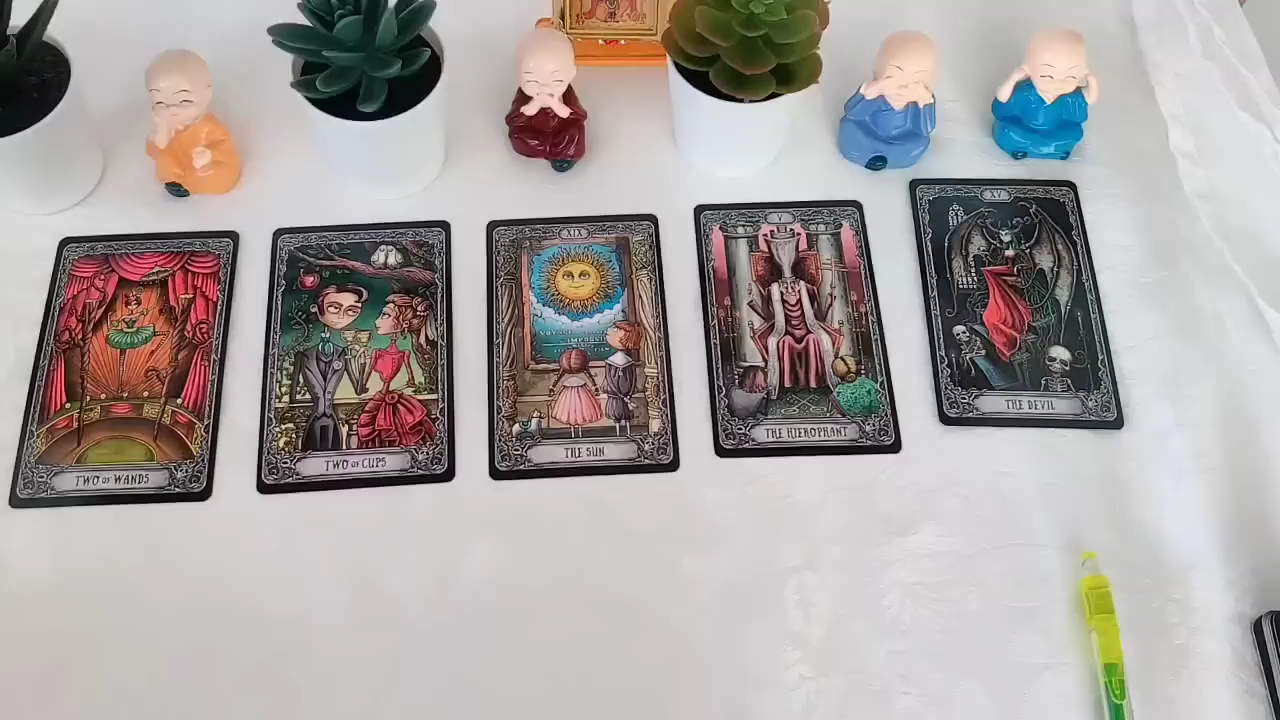 TWO OF WANDS
TWO OF CUPS
XIX
THE SUN
V
THE HIEROPHANT
XV
THE DEVIL